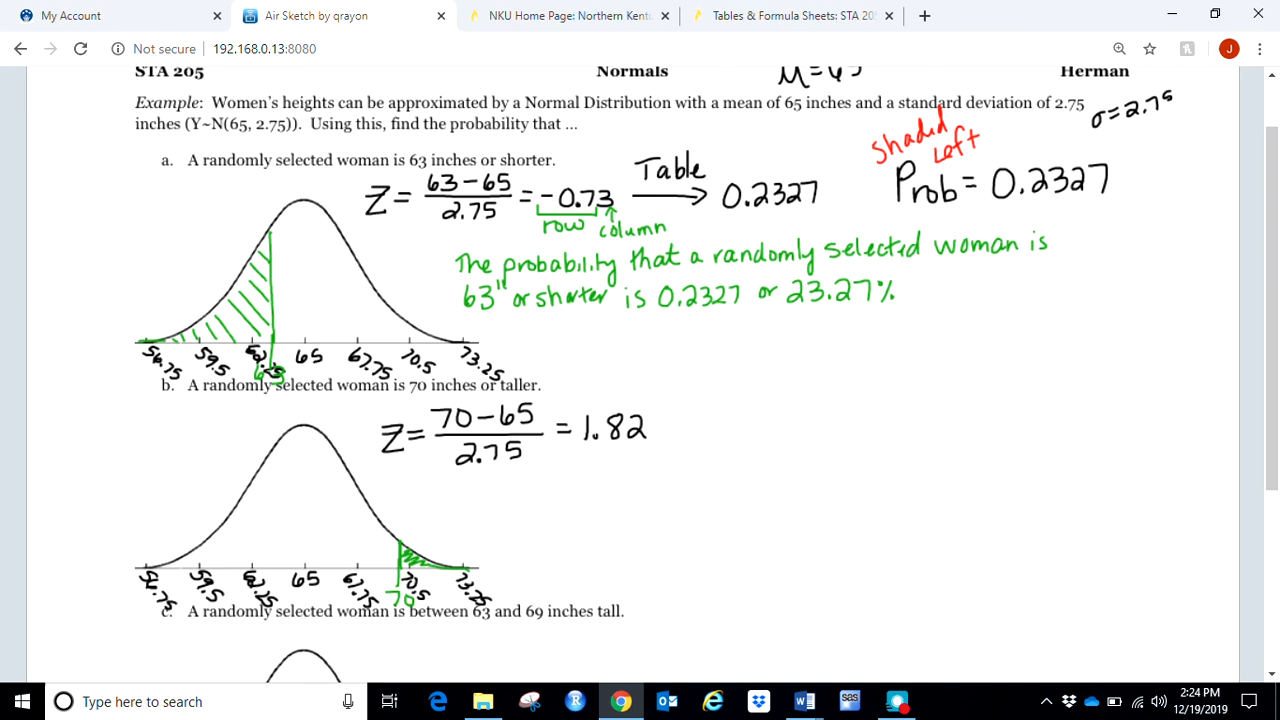 My Account
Air Sketch by qrayon
NKU Home Page: Northern Kentu
Tables & Formula Sheets: STA 205
Not secure 192.168.0.13:8080
J
STA 205 Normals Herman
σ=2.75
Example: Women's heights can be approximated by a Normal Distribution with a mean of 65 inches and a standard deviation of 2.75
inches (Y~N(65, 2.75)). Using this, find the probability that ...
a. A randomly selected woman is 63 inches or shorter.
Z = 63-65 / 2.75 = -0.73 Table → 0.2327
row column
Shaded Left
Prob = 0.2327
The probability that a randomly selected woman is
63" or shorter is 0.2327 or 23.27%
56.75 59.5 62.25 65 67.75 70.5 73.25
63
b. A randomly selected woman is 70 inches or taller.
Z = 70-65 / 2.75 = 1.82
56.75 59.5 62.25 65 67.75 70.5 73.25
70
c. A randomly selected woman is between 63 and 69 inches tall.
Type here to search
R
sas
2:24 PM
12/19/2019